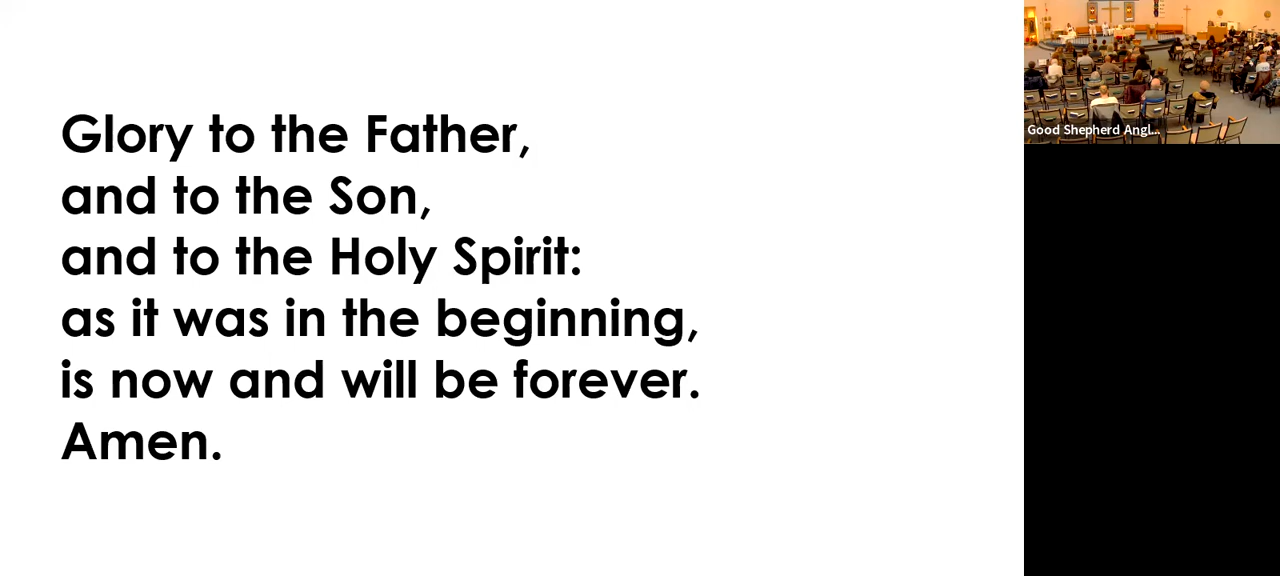 Glory to the Father,
and to the Son,
and to the Holy Spirit:
as it was in the beginning,
is now and will be forever.
Amen.
Good Shepherd Angl...